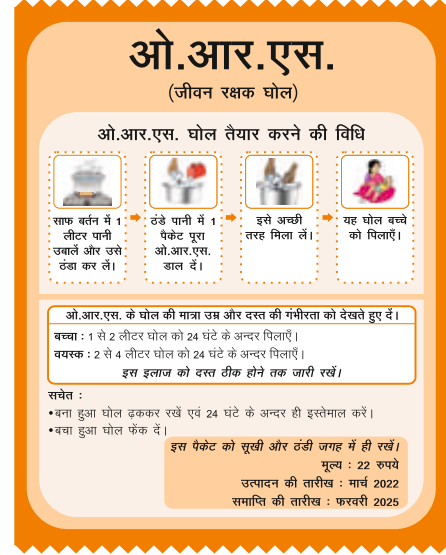 ओ.आर.एस.
(जीवन रक्षक घोल)
ओ.आर.एस. घोल तैयार करने की विधि
साफ बर्तन में 1
लीटर पानी
उबालें और उसे
ठंडा कर लें।
ठंडे पानी में 1
पैकेट पूरा
ओ.आर.एस.
डाल दें।
इसे अच्छी
तरह मिला लें।
यह घोल बच्चे
को पिलाएँ।
ओ.आर.एस. के घोल की मात्रा उम्र और दस्त की गंभीरता को देखते हुए दें।
बच्चा : 1 से 2 लीटर घोल को 24 घंटे के अन्दर पिलाएँ।
वयस्क : 2 से 4 लीटर घोल को 24 घंटे के अन्दर पिलाएँ।
इस इलाज को दस्त ठीक होने तक जारी रखें।
सचेत :
•बना हुआ घोल ढ़ककर रखें एवं 24 घंटे के अन्दर ही इस्तेमाल करें।
•बचा हुआ घोल फेंक दें।
इस पैकेट को सूखी और ठंडी जगह में ही रखें।
मूल्य : 22 रुपये
उत्पादन की तारीख : मार्च 2022
समाप्ति की तारीख : फरवरी 2025